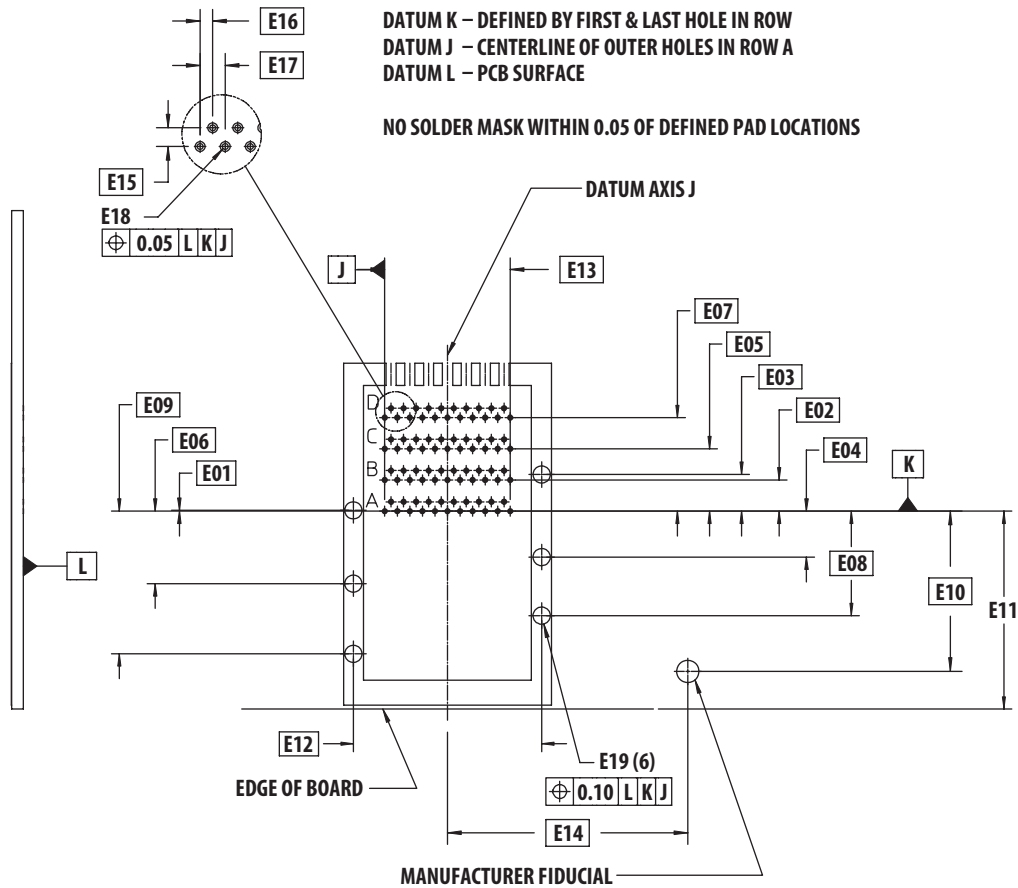 E16
E17
DATUM K – DEFINED BY FIRST & LAST HOLE IN ROW
DATUM J – CENTERLINE OF OUTER HOLES IN ROW A
DATUM L – PCB SURFACE
NO SOLDER MASK WITHIN 0.05 OF DEFINED PAD LOCATIONS
E15
E18
⌖ 0.05 L K J
DATUM AXIS J
J
E13
E07
E05
E03
E02
E04
K
E09
E06
E01
D
C
B
A
L
E08
E10
E11
E12
E19 (6)
⌖ 0.10 L K J
EDGE OF BOARD
E14
MANUFACTURER FIDUCIAL